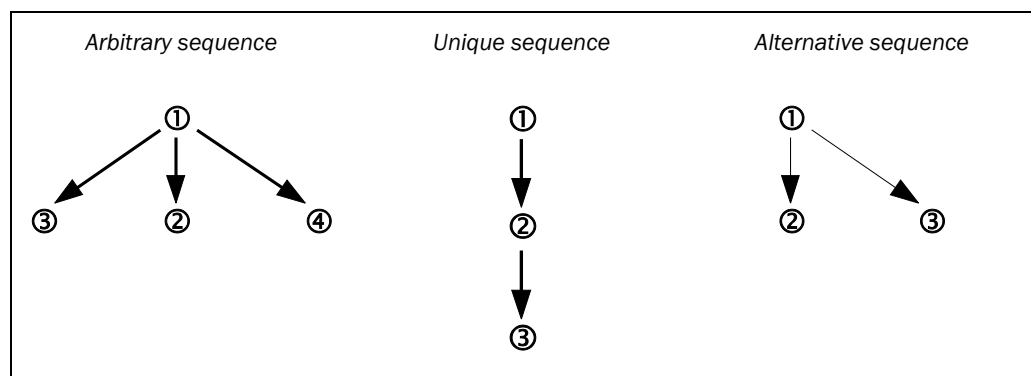 Arbitrary sequence Unique sequence Alternative sequence
① ① ①
③ ② ④ ② ② ③
③